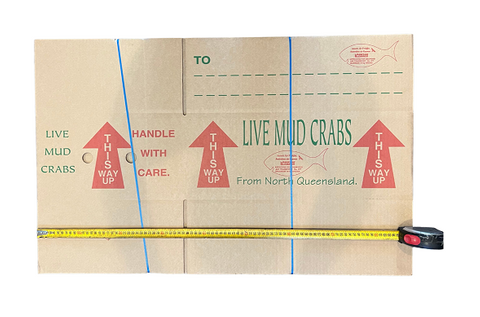 TO
LIVE
MUD
CRABS
THIS
WAY
UP
HANDLE
WITH
CARE.
THIS
WAY
UP
LIVE MUD CRABS
From North Queensland.
THIS
WAY
UP